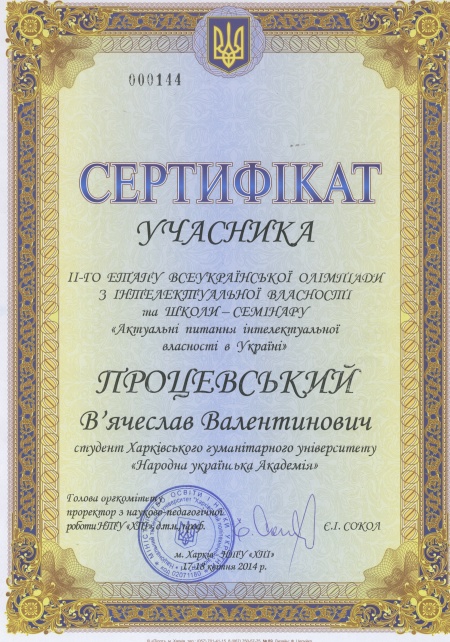 000144
СЕРТИФІКАТ
УЧАСНИКА
ІІ-ГО ЕТАПУ ВСЕУКРАЇНСЬКОЇ ОЛІМПІАДИ
З ІНТЕЛЕКТУАЛЬНОЇ ВЛАСНОСТІ
та ШКОЛИ – СЕМІНАРУ
«Актуальні питання інтелектуальної
власності в Україні»
ПРОЦЕВСЬКИЙ
В'ячеслав Валентинович
студент Харківського гуманітарного університету
«Народна українська Академія»
Голова оргкомітету
проректор з науково-педагогічної
роботи НТУ «ХПІ», д.т.н., проф.
Є.І. СОКОЛ
м. Харків – НТУ «ХПІ»
17-18 квітня 2014 р.